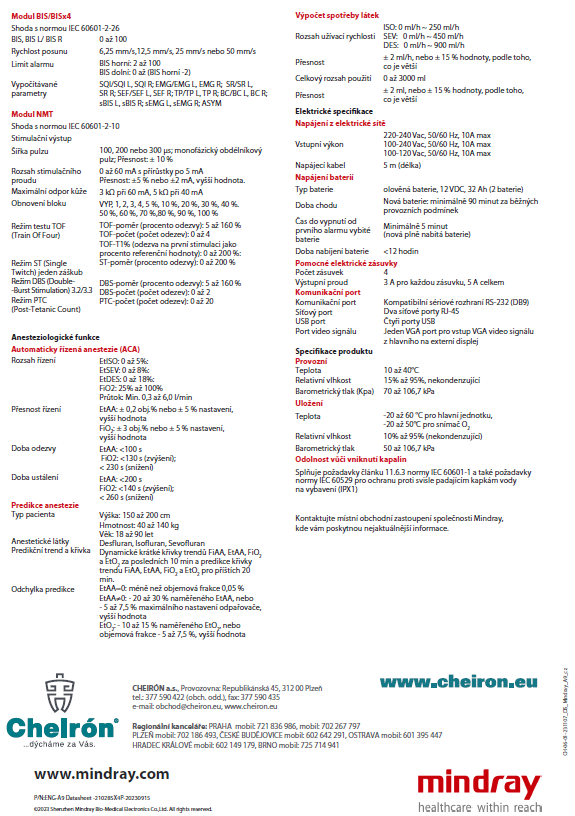 Modul BIS/BISx4
Shoda s normou IEC 60601-2-26
BIS, BIS L/ BIS R 0 až 100
Rychlost posunu 6,25 mm/s,12,5 mm/s, 25 mm/s nebo 50 mm/s
Limit alarmu BIS horní: 2 až 100
BIS dolní: 0 až (BIS horní -2)
Vypočítávané parametry SQI/SQI L, SQI R; EMG/EMG L, EMG R; SR/SR L,
SR R; SEF/SEF L, SEF R; TP/TP L, TP R; BC/BC L, BC R;
sBIS L, sBIS R; sEMG L, sEMG R; ASYM
Modul NMT
Shoda s normou IEC 60601-2-10
Stimulační výstup
Šířka pulzu 100, 200 nebo 300 µs; monofázický obdélníkový
pulz; Přesnost: ± 10 %
Rozsah stimulačního proudu 0 až 60 mA s přírůstky po 5 mA
Přesnost: ±5 % nebo ±2 mA, vyšší hodnota.
Maximální odpor kůže 3 kΩ při 60 mA, 5 kΩ při 40 mA
Obnovení bloku VYP, 1, 2, 3, 4, 5 %, 10 %, 20 %, 30 %, 40 %.
50 %, 60 %, 70 %,80 %, 90 %, 100 %
Režim testu TOF (Train Of Four) TOF-poměr (procento odezvy): 5 až 160 %
TOF-počet (počet odezev): 0 až 4
TOF-T1% (odezva na první stimulaci jako
procento referenční hodnoty): 0 až 200 %:
Režim ST (Single Twitch) jeden záškub ST-poměr (procento odezvy): 0 až 200 %
Režim DBS (Double-
-Burst Stimulation) 3.2/3.3 DBS-poměr (procento odezvy): 5 až 160 %
DBS-počet (počet odezev): 0 až 2
Režim PTC (Post-Tetanic Count) PTC-počet (počet odezev): 0 až 20
Anesteziologické funkce
Automaticky řízená anestezie (ACA)
Rozsah řízení EtISO: 0 až 5%:
EtSEV: 0 až 8%:
EtDES: 0 až 18%:
FiO2: 25% až 100%
Průtok: Min. 0,3 až 6,0 l/min
Přesnost řízení EtAA: ± 0,2 obj.% nebo ± 5 % nastavení,
vyšší hodnota
FiO2: ± 3 obj.% nebo ± 5 % nastavení,
vyšší hodnota
Doba odezvy EtAA: <100 s
FiO2: <130 s (zvýšení);
< 230 s (snížení)
Doba ustálení EtAA: <200 s
FiO2: <140 s (zvýšení);
< 260 s (snížení)
Predikce anestezie
Typ pacienta Výška: 150 až 200 cm
Hmotnost: 40 až 140 kg
Věk: 18 až 90 let
Anestetické látky Desfluran, Isofluran, Sevofluran
Predikční trend a křivka Dynamické krátké křivky trendů FiAA, EtAA, FiO2
a EtO2 za posledních 10 min a predikce křivky
trendu FiAA, EtAA, FiO2 a EtO2 pro příštích 20
min.
Odchylka predikce EtAA=0: méně než objemová frakce 0,05 %
EtAA≠0: - 20 až 30 % naměřeného EtAA, nebo
- 5 až 7,5 % maximálního nastavení odpařovače,
vyšší hodnota
EtO2: - 10 až 15 % naměřeného EtO2, nebo
objemová frakce - 5 až 7,5 %, vyšší hodnota
Výpočet spotřeby látek
Rozsah uživací rychlosti ISO: 0 ml/h ~ 250 ml/h
SEV: 0 ml/h ~ 450 ml/h
DES: 0 ml/h ~ 900 ml/h
Přesnost ± 2 ml/h, nebo ± 15 % hodnoty, podle toho,
co je větší
Celkový rozsah použití 0 až 3000 ml
Přesnost ± 2 ml, nebo ± 15 % hodnoty, podle toho,
co je větší
Elektrické specifikace
Napájení z elektrické sítě
Vstupní výkon 220-240 Vac, 50/60 Hz, 10A max
100-240 Vac, 50/60 Hz, 10A max
100-120 Vac, 50/60 Hz, 10A max
Napájecí kabel 5 m (délka)
Napájení baterií
Typ baterie olověná baterie, 12 VDC, 32 Ah (2 baterie)
Doba chodu Nová baterie: minimálně 90 minut za běžných
provozních podmínek
Čas do vypnutí od prvního alarmu vybité baterie Minimálně 5 minut
(nová plně nabitá baterie)
Doba nabíjení baterie <12 hodin
Pomocné elektrické zásuvky
Počet zásuvek 4
Výstupní proud 3 A pro každou zásuvku, 5 A celkem
Komunikační port
Komunikační port Kompatibilní sériové rozhraní RS-232 (DB9)
Síťový port Dva síťové porty RJ-45
USB port Čtyři porty USB
Port video signálu Jeden VGA port pro vstup VGA video signálu
z hlavního na externí displej
Specifikace produktu
Provozní
Teplota 10 až 40°C
Relativní vlhkost 15% až 95%, nekondenzující
Barometrický tlak (Kpa) 70 až 106,7 kPa
Uložení
Teplota -20 až 60 °C pro hlavní jednotku,
-20 až 50°C pro snímač O2
Relativní vlhkost 10% až 95% (nekondenzující)
Barometrický tlak 50 až 106,7 kPa
Odolnost vůči vniknutí kapalin
Splňuje požadavky článku 11.6.3 normy IEC 60601-1 a také požadavky
normy IEC 60529 pro ochranu proti svisle padajícím kapkám vody
na vybavení (IPX1)
Kontaktujte místní obchodní zastoupení společnosti Mindray,
kde vám poskytnou nejaktuálnější informace.
CheIrón®
...dýcháme za Vás.
CHEIRÓN a.s., Provozovna: Republikánská 45, 312 00 Plzeň
tel.: 377 590 422 (obch. odd.), fax: 377 590 435
e-mail: obchod@cheiron.eu, www.cheiron.eu
Regionální kanceláře: PRAHA mobil: 721 836 986, mobil: 702 267 797
PLZEŇ mobil: 702 186 493, ČESKÉ BUDĚJOVICE mobil: 602 642 291, OSTRAVA mobil: 601 395 447
HRADEC KRÁLOVÉ mobil: 602 149 179, BRNO mobil: 725 714 941
www.cheiron.eu
www.mindray.com
P/N:ENG-A9 Datasheet -210285X4P-20230915
©2023 Shenzhen Mindray Bio-Medical Electronics Co.,Ltd. All rights reserved.
mindray
healthcare within reach